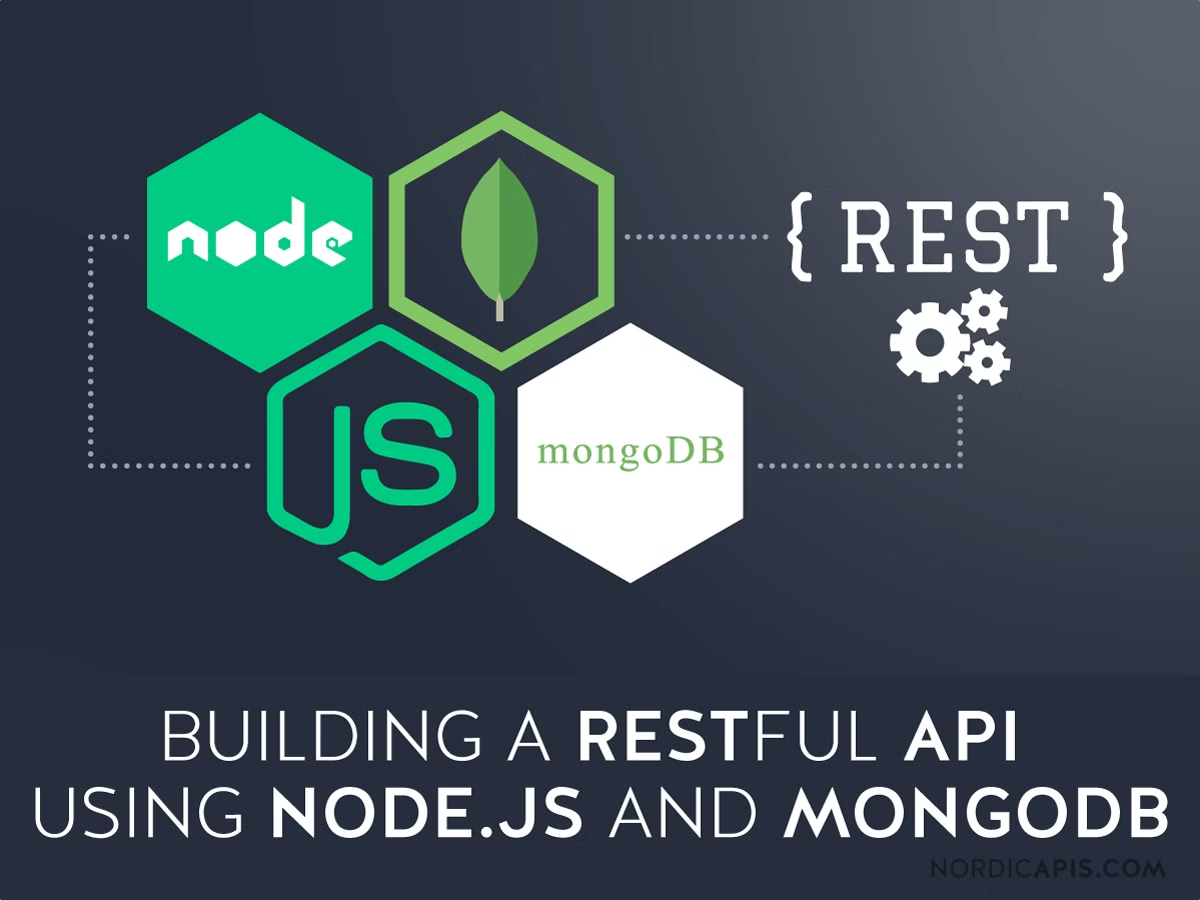 node
{ REST }
JS
mongoDB
BUILDING A RESTFUL API
USING NODE.JS AND MONGODB
NORDICAPIS.COM